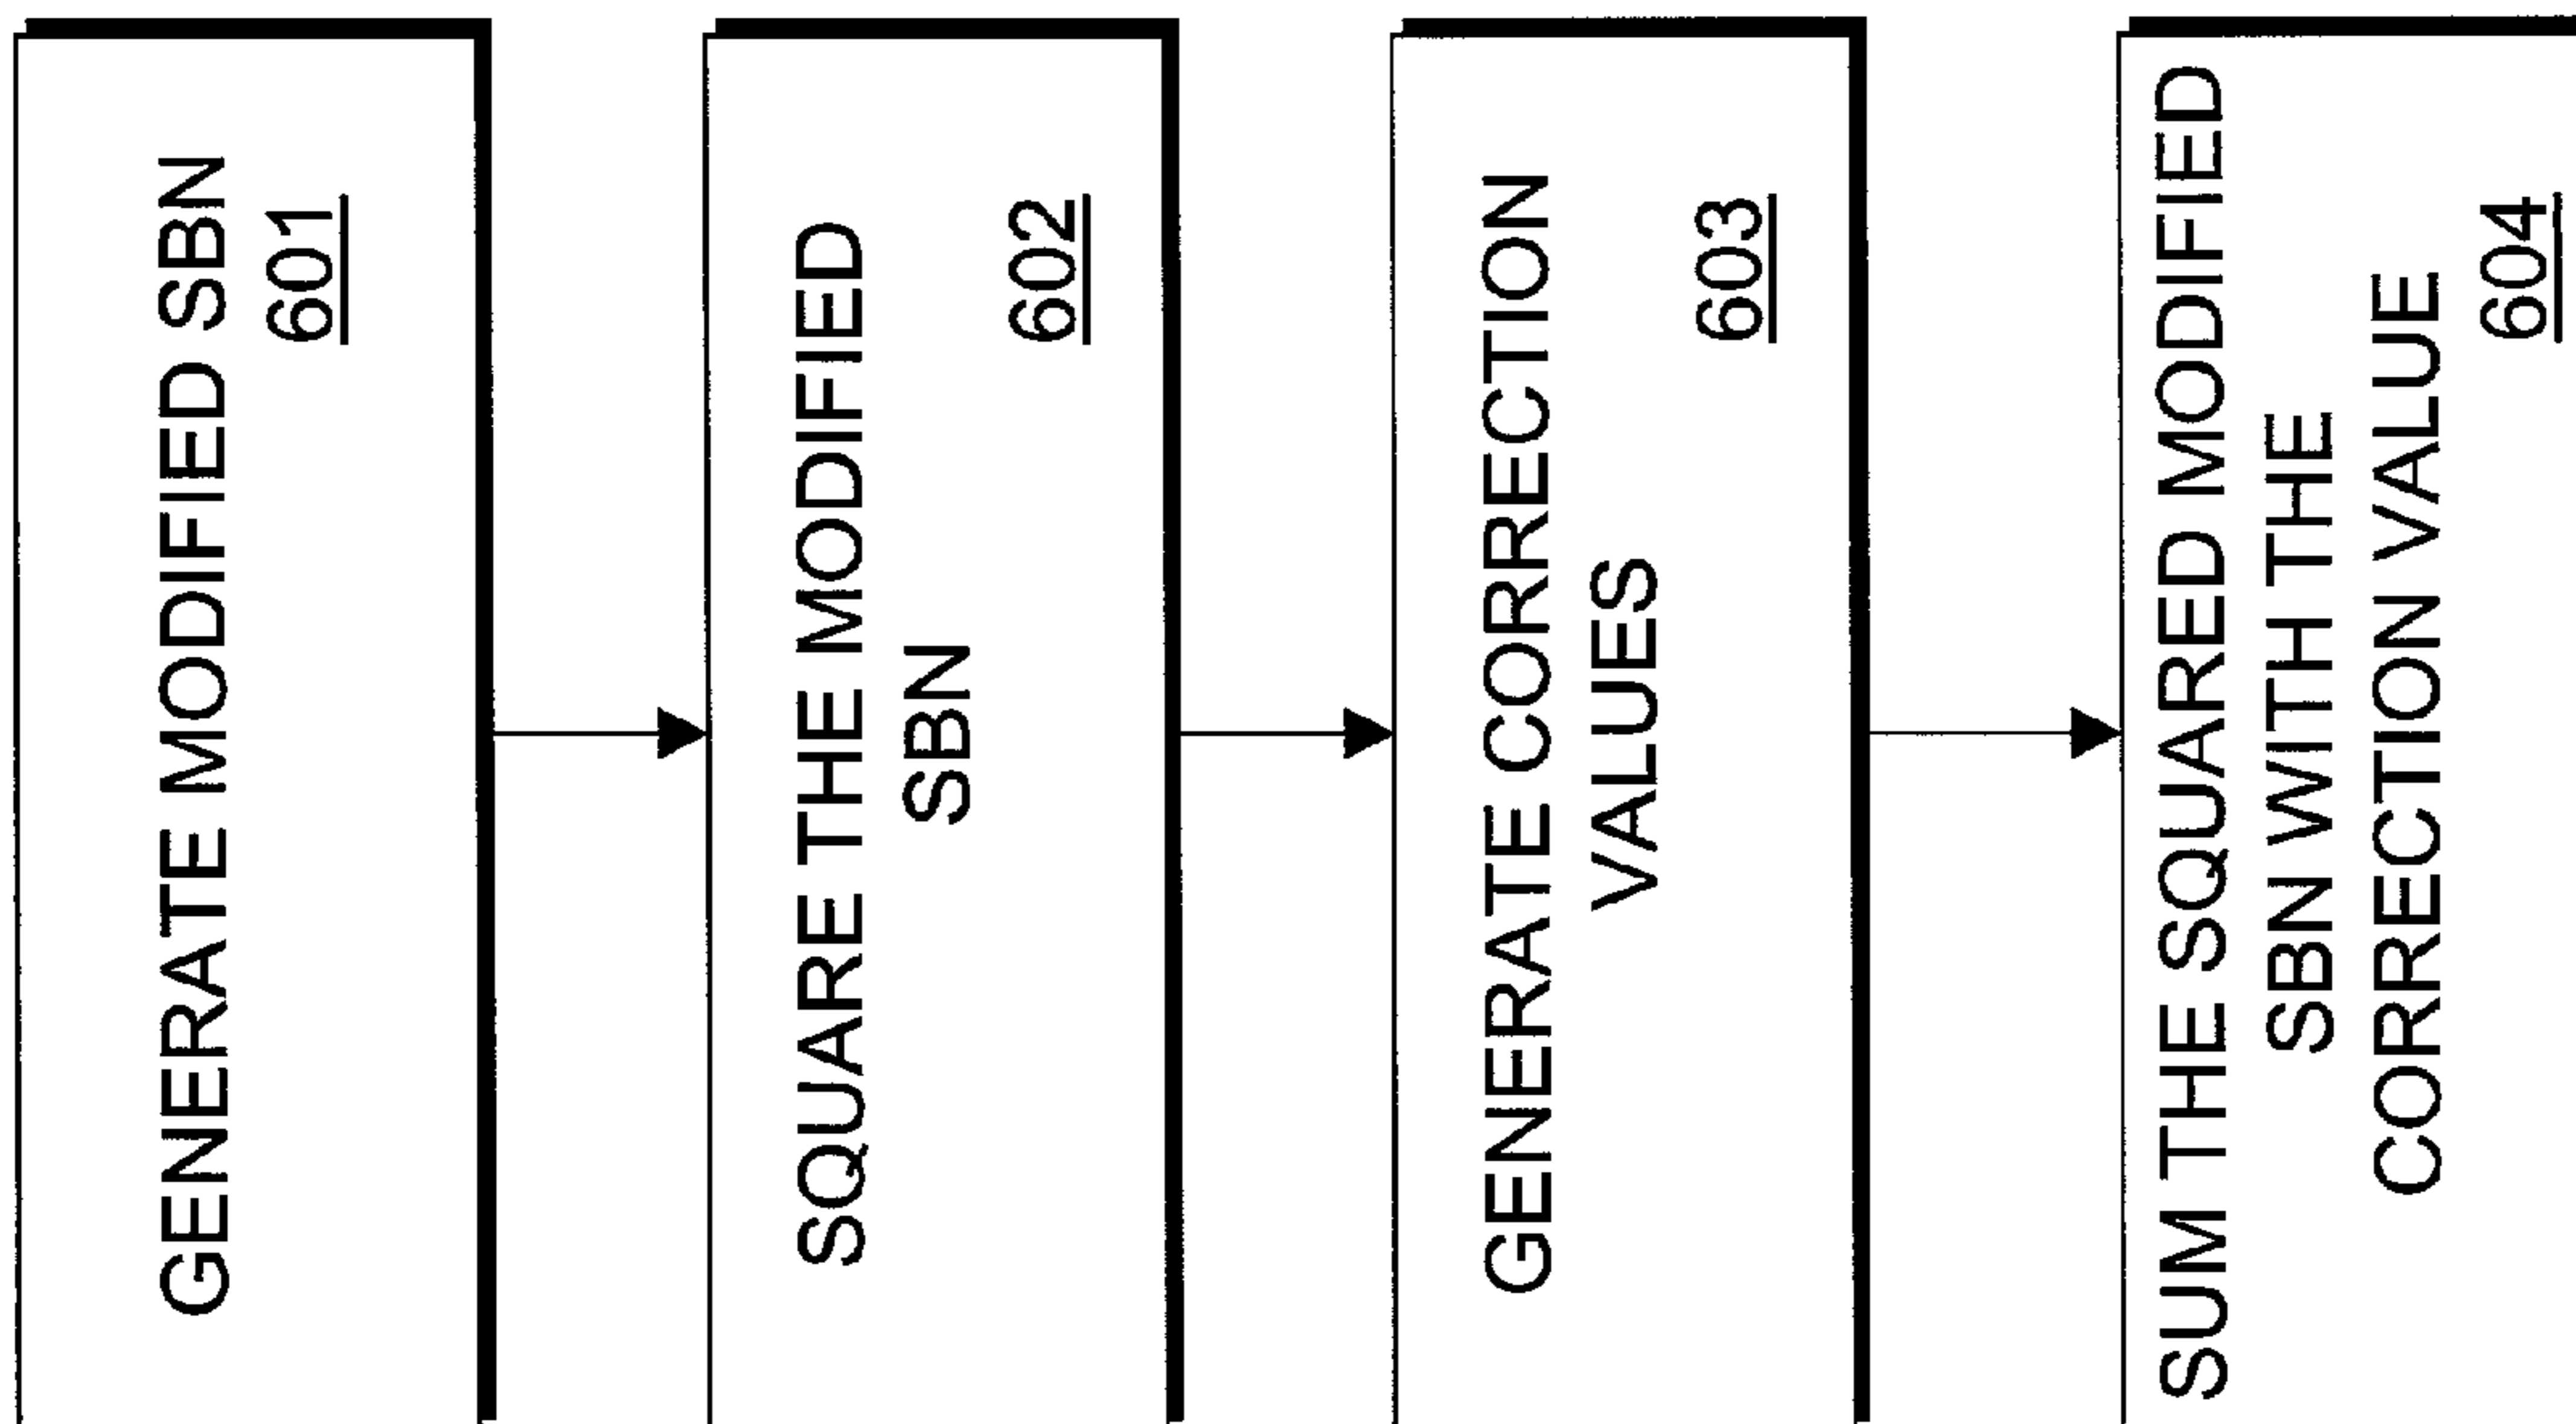 GENERATE MODIFIED SBN
601
SQUARE THE MODIFIED
SBN
602
GENERATE CORRECTION
VALUES
603
SUM THE SQUARED MODIFIED
SBN WITH THE
CORRECTION VALUE
604